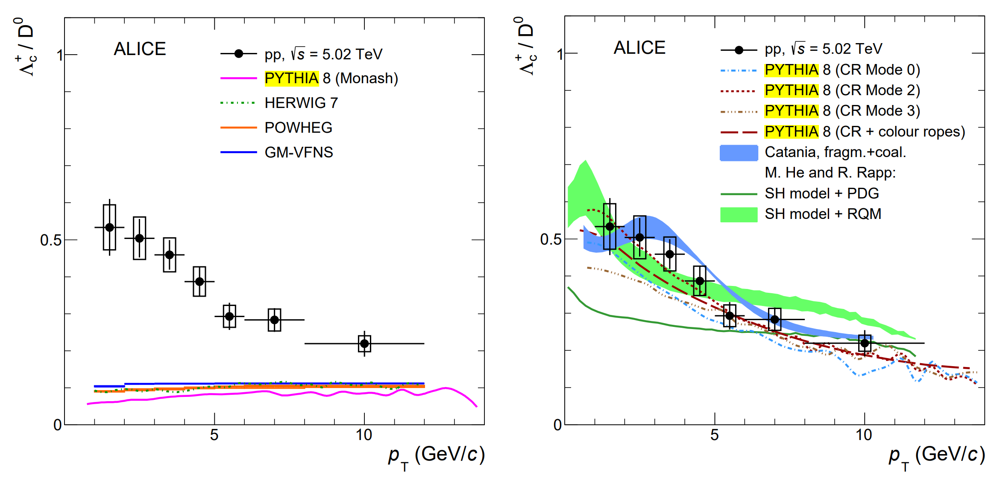 Λc+ / D0
1
0.5
0
ALICE
pp, √s = 5.02 TeV
PYTHIA 8 (Monash)
HERWIG 7
POWHEG
GM-VFNS
5
10
pT (GeV/c)
Λc+ / D0
1
0.5
0
ALICE
pp, √s = 5.02 TeV
PYTHIA 8 (CR Mode 0)
PYTHIA 8 (CR Mode 2)
PYTHIA 8 (CR Mode 3)
PYTHIA 8 (CR + colour ropes)
Catania, fragm.+coal.
M. He and R. Rapp:
SH model + PDG
SH model + RQM
5
10
pT (GeV/c)